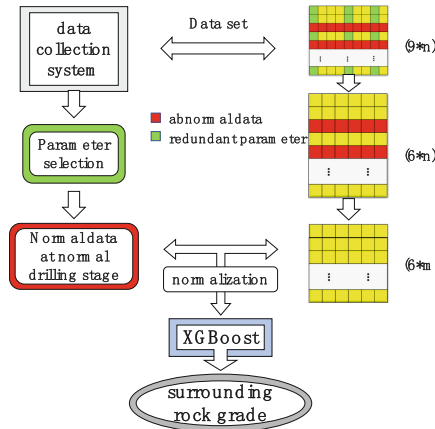 data
collection
system
Data set
(9*n)
abnormal data
redundant parameter
Parameter
selection
(6*n)
Normal data
at normal
drilling stage
normalization
(6*m
XGBoost
surrounding
rock grade